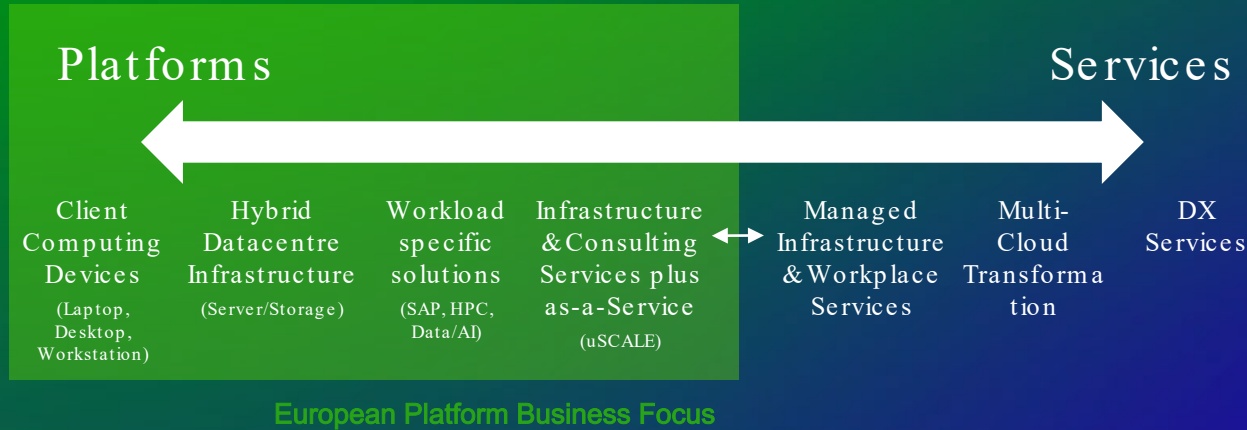 Platforms
Services
Client
Computing
Devices
(Laptop,
Desktop,
Workstation)
Hybrid
Datacentre
Infrastructure
(Server/Storage)
Workload
specific
solutions
(SAP, HPC,
Data/AI)
Infrastructure
& Consulting
Services plus
as-a-Service
(uSCALE)
Managed
Infrastructure
& Workplace
Services
Multi-
Cloud
Transforma
tion
DX
Services
European Platform Business Focus